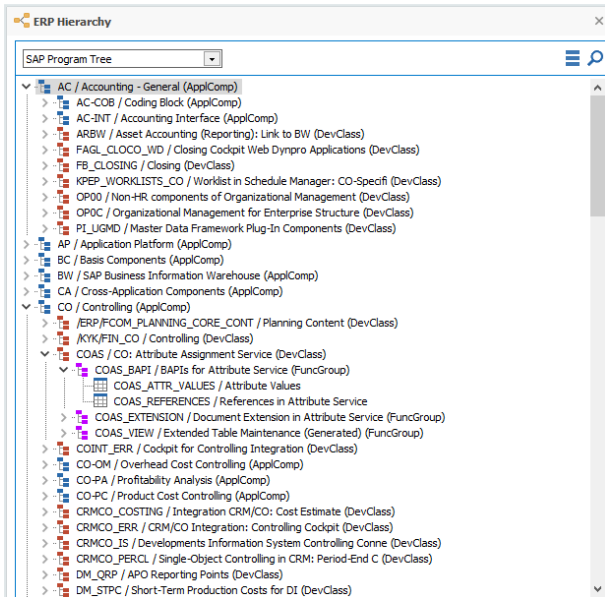 ERP Hierarchy
SAP Program Tree
AC / Accounting - General (ApplComp)
AC-COB / Coding Block (ApplComp)
AC-INT / Accounting Interface (ApplComp)
ARBW / Asset Accounting (Reporting): Link to BW (DevClass)
FAGL_CLOCO_WD / Closing Cockpit Web Dynpro Applications (DevClass)
FB_CLOSING / Closing (DevClass)
KPEP_WORKLISTS_CO / Worklist in Schedule Manager: CO-Specifi (DevClass)
OP00 / Non-HR components of Organizational Management (DevClass)
OP0C / Organizational Management for Enterprise Structure (DevClass)
PI_UGMD / Master Data Framework Plug-In Components (DevClass)
AP / Application Platform (ApplComp)
BC / Basis Components (ApplComp)
BW / SAP Business Information Warehouse (ApplComp)
CA / Cross-Application Components (ApplComp)
CO / Controlling (ApplComp)
/ERP/FCOM_PLANNING_CORE_CONT / Planning Content (DevClass)
/KYK/FIN_CO / Controlling (DevClass)
COAS / CO: Attribute Assignment Service (DevClass)
COAS_BAPI / BAPIs for Attribute Service (FuncGroup)
COAS_ATTR_VALUES / Attribute Values
COAS_REFERENCES / References in Attribute Service
COAS_EXTENSION / Document Extension in Attribute Service (FuncGroup)
COAS_VIEW / Extended Table Maintenance (Generated) (FuncGroup)
COINT_ERR / Cockpit for Controlling Integration (DevClass)
CO-OM / Overhead Cost Controlling (ApplComp)
CO-PA / Profitability Analysis (ApplComp)
CO-PC / Product Cost Controlling (ApplComp)
CRMCO_COSTING / Integration CRM/CO: Cost Estimate (DevClass)
CRMCO_ERR / CRM/CO Integration: Controlling Cockpit (DevClass)
CRMCO_IS / Developments Information System Controlling Conne (DevClass)
CRMCO_PERCL / Single-Object Controlling in CRM: Period-End C (DevClass)
DM_QRP / APO Reporting Points (DevClass)
DM_STPC / Short-Term Production Costs for DI (DevClass)